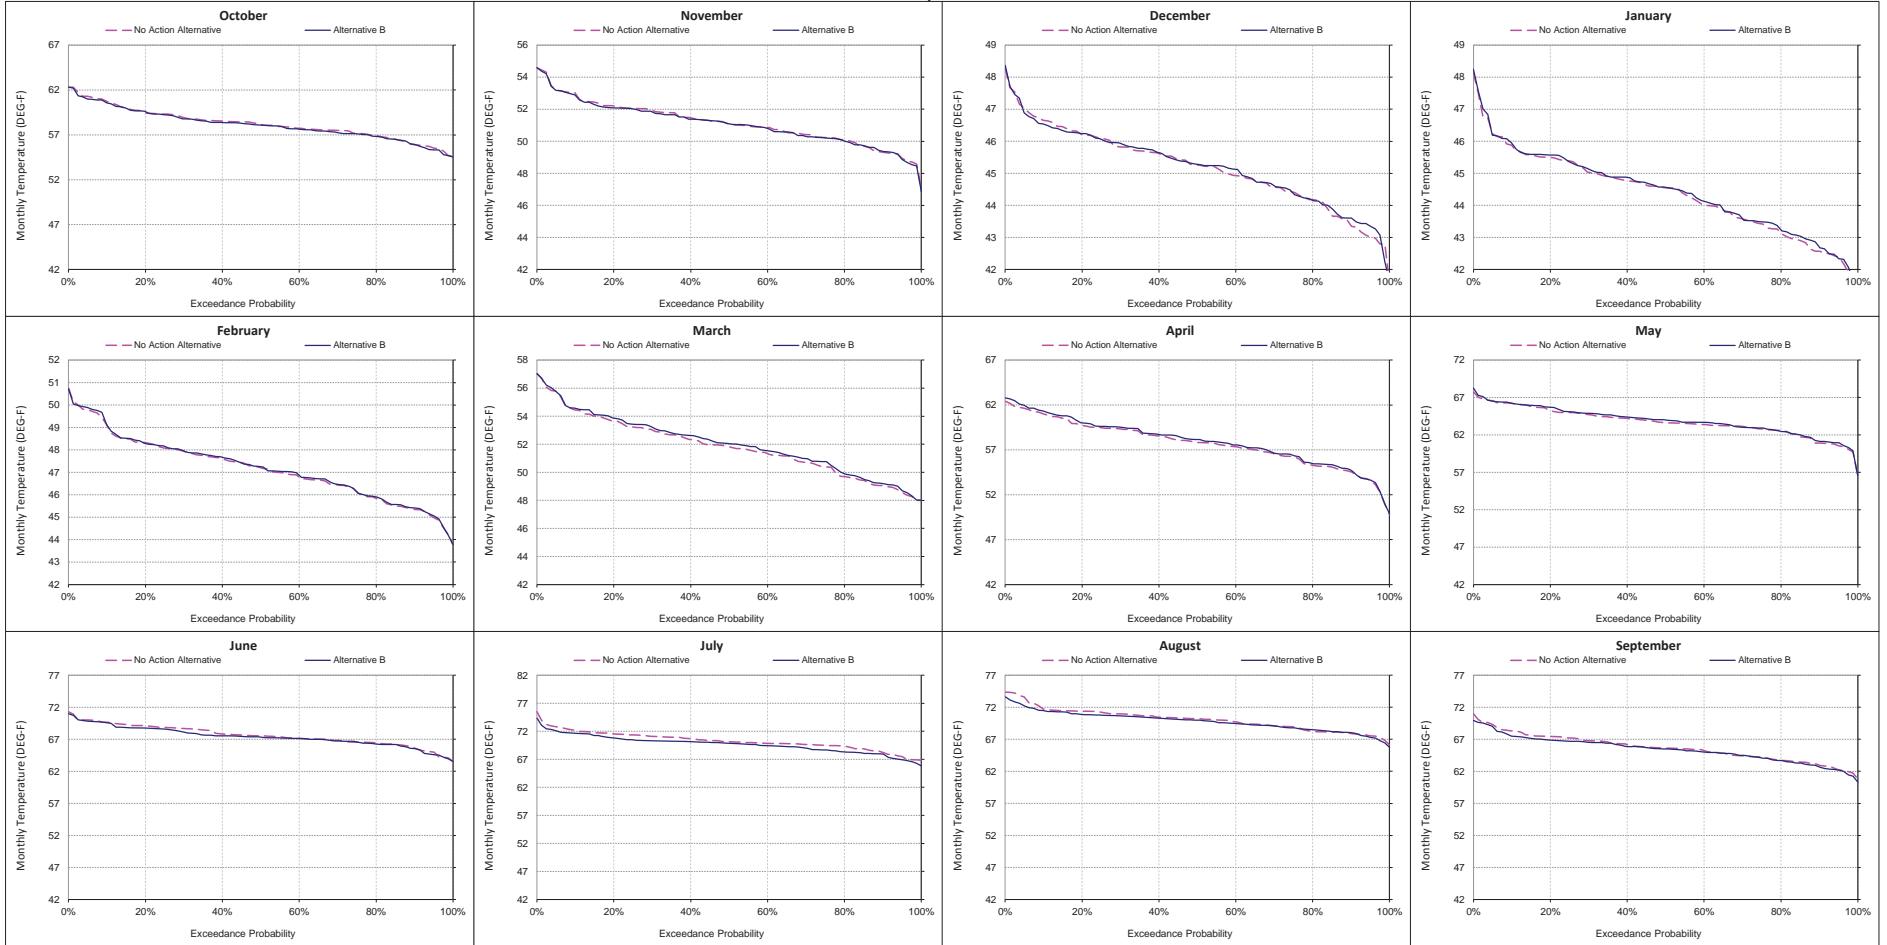 October
No Action Alternative Alternative B
Monthly Temperature (DEG-F)
67
62
57
52
47
42
0% 20% 40% 60% 80% 100%
Exceedance Probability
November
No Action Alternative Alternative B
Monthly Temperature (DEG-F)
56
54
52
50
48
46
44
42
0% 20% 40% 60% 80% 100%
Exceedance Probability
December
No Action Alternative Alternative B
Monthly Temperature (DEG-F)
49
48
47
46
45
44
43
42
0% 20% 40% 60% 80% 100%
Exceedance Probability
January
No Action Alternative Alternative B
Monthly Temperature (DEG-F)
49
48
47
46
45
44
43
42
0% 20% 40% 60% 80% 100%
Exceedance Probability
February
No Action Alternative Alternative B
Monthly Temperature (DEG-F)
52
51
50
49
48
47
46
45
44
43
42
0% 20% 40% 60% 80% 100%
Exceedance Probability
March
No Action Alternative Alternative B
Monthly Temperature (DEG-F)
58
56
54
52
50
48
46
44
42
0% 20% 40% 60% 80% 100%
Exceedance Probability
April
No Action Alternative Alternative B
Monthly Temperature (DEG-F)
67
62
57
52
47
42
0% 20% 40% 60% 80% 100%
Exceedance Probability
May
No Action Alternative Alternative B
Monthly Temperature (DEG-F)
72
67
62
57
52
47
42
0% 20% 40% 60% 80% 100%
Exceedance Probability
June
No Action Alternative Alternative B
Monthly Temperature (DEG-F)
77
72
67
62
57
52
47
42
0% 20% 40% 60% 80% 100%
Exceedance Probability
July
No Action Alternative Alternative B
Monthly Temperature (DEG-F)
82
77
72
67
62
57
52
47
42
0% 20% 40% 60% 80% 100%
Exceedance Probability
August
No Action Alternative Alternative B
Monthly Temperature (DEG-F)
77
72
67
62
57
52
47
42
0% 20% 40% 60% 80% 100%
Exceedance Probability
September
No Action Alternative Alternative B
Monthly Temperature (DEG-F)
77
72
67
62
57
52
47
42
0% 20% 40% 60% 80% 100%
Exceedance Probability